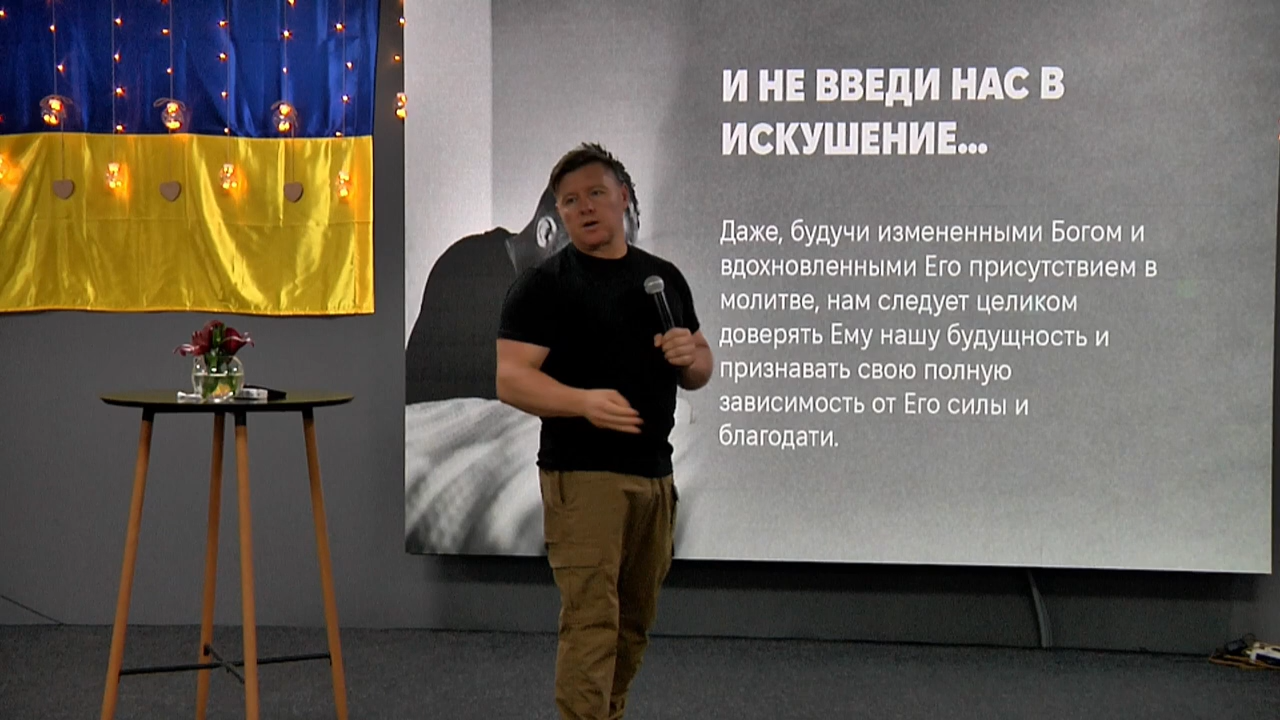 И НЕ ВВЕДИ НАС В
ИСКУШЕНИЕ...
Даже, будучи измененными Богом и
вдохновленными Его присутствием в
молитве, нам следует целиком
доверять Ему нашу будущность и
признавать свою полную
зависимость от Его силы и
благодати.